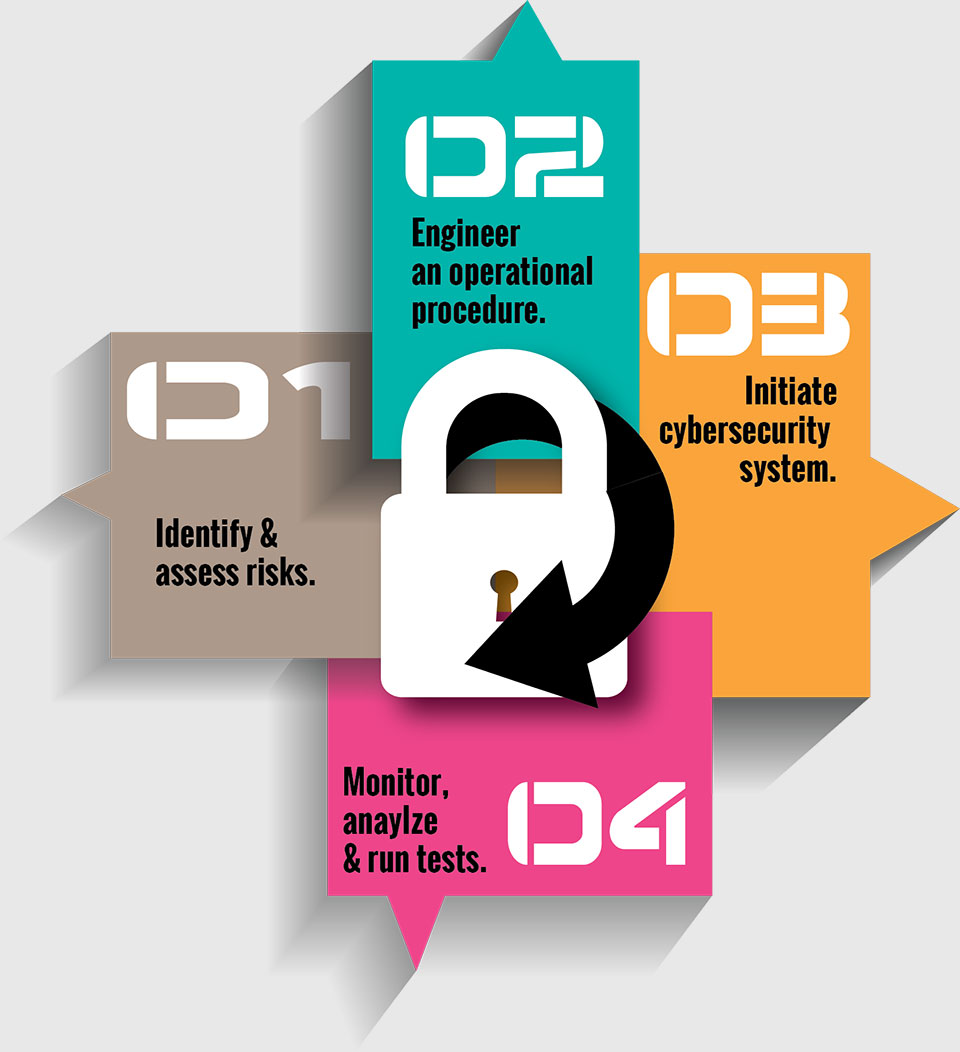 01
Identify &
assess risks.
02
Engineer
an operational
procedure.
03
Initiate
cybersecurity
system.
04
Monitor,
anaylze
& run tests.